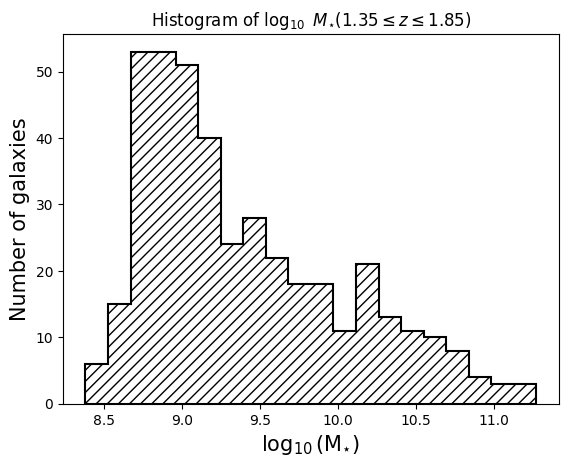 Histogram of log₁₀ M⋆(1.35 ≤ z ≤ 1.85)
Number of galaxies
50
40
30
20
10
0
8.5 9.0 9.5 10.0 10.5 11.0
log₁₀(M⋆)